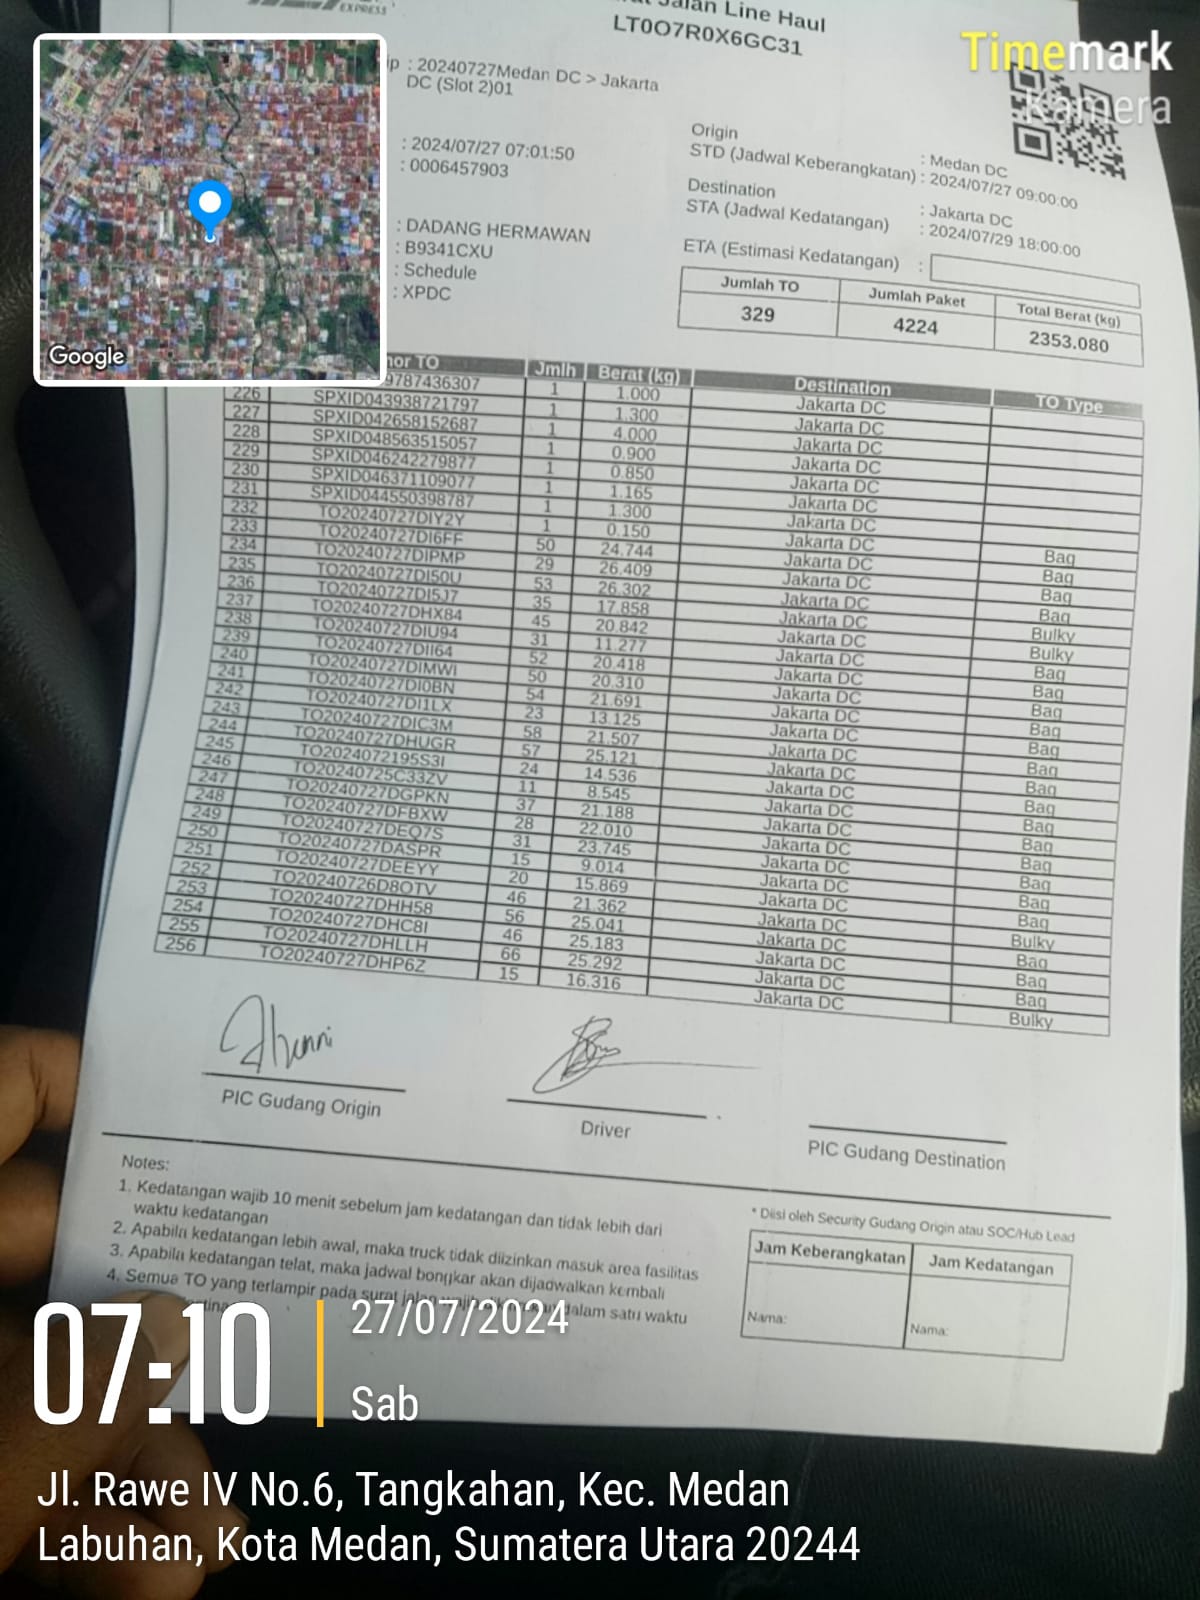 EXPRESS
Jalan Line Haul
LT0O7R0X6GC31
Timemark
Kamera
: 20240727Medan DC > Jakarta
DC (Slot 2)01
: 2024/07/27 07:01:50
: 0006457903
: DADANG HERMAWAN
: B9341CXU
: Schedule
: XPDC
Origin : Medan DC
STD (Jadwal Keberangkatan) : 2024/07/27 09:00:00
Destination : Jakarta DC
STA (Jadwal Kedatangan) : 2024/07/29 18:00:00
ETA (Estimasi Kedatangan) :
Jumlah TO Jumlah Paket Total Berat (kg)
329 4224 2353.080
Google
TO Jmlh Berat (kg) Destination TO Type
9787436307 1 1.000 Jakarta DC
226 SPXID043938721797 1 1.300 Jakarta DC
227 SPXID042658152687 1 4.000 Jakarta DC
228 SPXID048563515057 1 0.900 Jakarta DC
229 SPXID046242279877 1 0.850 Jakarta DC
230 SPXID046371109077 1 1.165 Jakarta DC
231 SPXID044550398787 1 1.300 Jakarta DC
232 TO20240727DIY2Y 1 0.150 Jakarta DC Bag
233 TO20240727DI6FF 50 24.744 Jakarta DC Bag
234 TO20240727DIPMP 29 26.409 Jakarta DC Bag
235 TO20240727DI50U 53 26.302 Jakarta DC Bag
236 TO20240727DI5J7 35 17.858 Jakarta DC Bulky
237 TO20240727DHX84 45 20.842 Jakarta DC Bulky
238 TO20240727DIU94 31 11.277 Jakarta DC Bag
239 TO20240727DII64 52 20.418 Jakarta DC Bag
240 TO20240727DIMWI 50 20.310 Jakarta DC Bag
241 TO20240727DI0BN 54 21.691 Jakarta DC Bag
242 TO20240727DI1LX 23 13.125 Jakarta DC Bag
243 TO20240727DIC3M 58 21.507 Jakarta DC Bag
244 TO20240727DHUGR 57 25.121 Jakarta DC Bag
245 TO2024072195S3I 24 14.536 Jakarta DC Bag
246 TO20240725C33ZV 11 8.545 Jakarta DC Bag
247 TO20240727DGPKN 37 21.188 Jakarta DC Bag
248 TO20240727DFBXW 28 22.010 Jakarta DC Bag
249 TO20240727DEQ7S 31 23.745 Jakarta DC Bag
250 TO20240727DASPR 15 9.014 Jakarta DC Bag
251 TO20240727DEEYY 20 15.869 Jakarta DC Bag
252 TO20240726D8OTV 46 21.362 Jakarta DC Bulky
253 TO20240727DHH58 56 25.041 Jakarta DC Bag
254 TO20240727DHC8I 46 25.183 Jakarta DC Bag
255 TO20240727DHLLH 66 25.292 Jakarta DC Bag
256 TO20240727DHP6Z 15 16.316 Jakarta DC Bulky
PIC Gudang Origin
Driver
PIC Gudang Destination
Notes:
1. Kedatangan wajib 10 menit sebelum jam kedatangan dan tidak lebih dari
waktu kedatangan
2. Apabila kedatangan lebih awal, maka truck tidak diizinkan masuk area fasilitas
3. Apabila kedatangan telat, maka jadwal bongkar akan dijadwalkan kembali
4. Semua TO yang terlampir pada surat jalan wajib dalam satu waktu
* Diisi oleh Security Gudang Origin atau SOC/Hub Lead
Jam Keberangkatan Jam Kedatangan
Nama: Nama:
07:10
27/07/2024
Sab
Jl. Rawe IV No.6, Tangkahan, Kec. Medan
Labuhan, Kota Medan, Sumatera Utara 20244